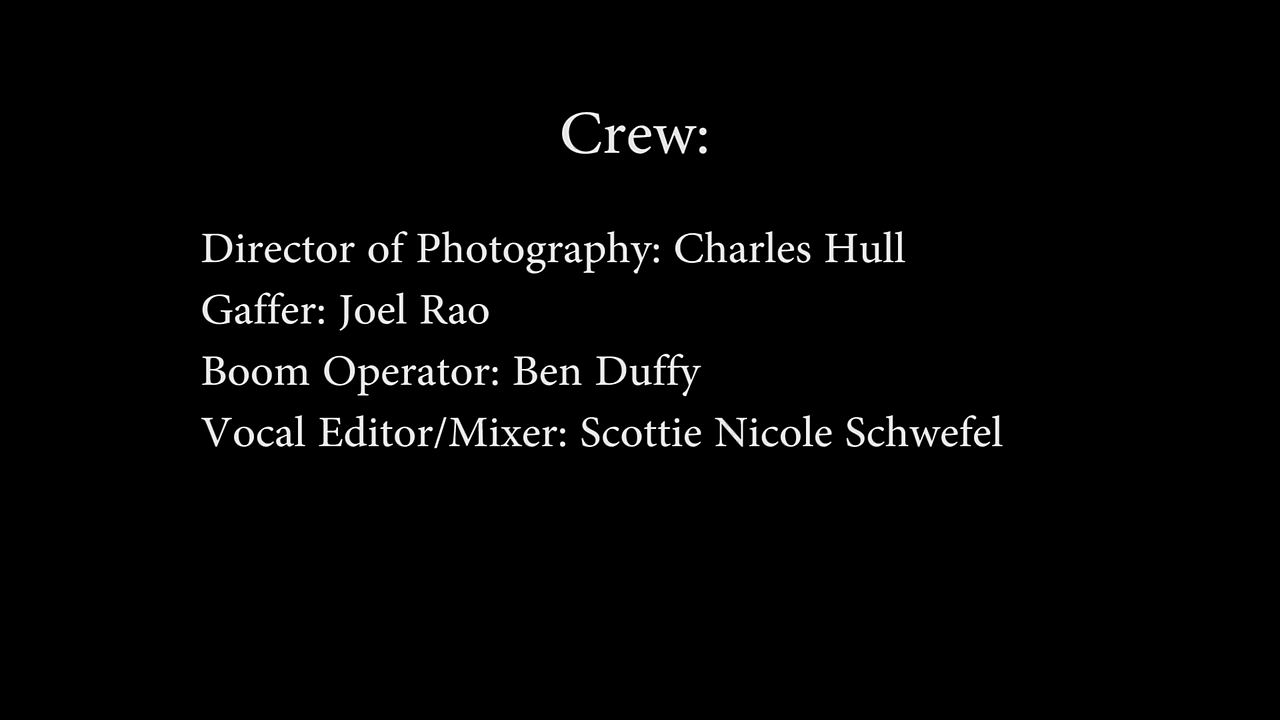 Crew:
Director of Photography: Charles Hull
Gaffer: Joel Rao
Boom Operator: Ben Duffy
Vocal Editor/Mixer: Scottie Nicole Schwefel